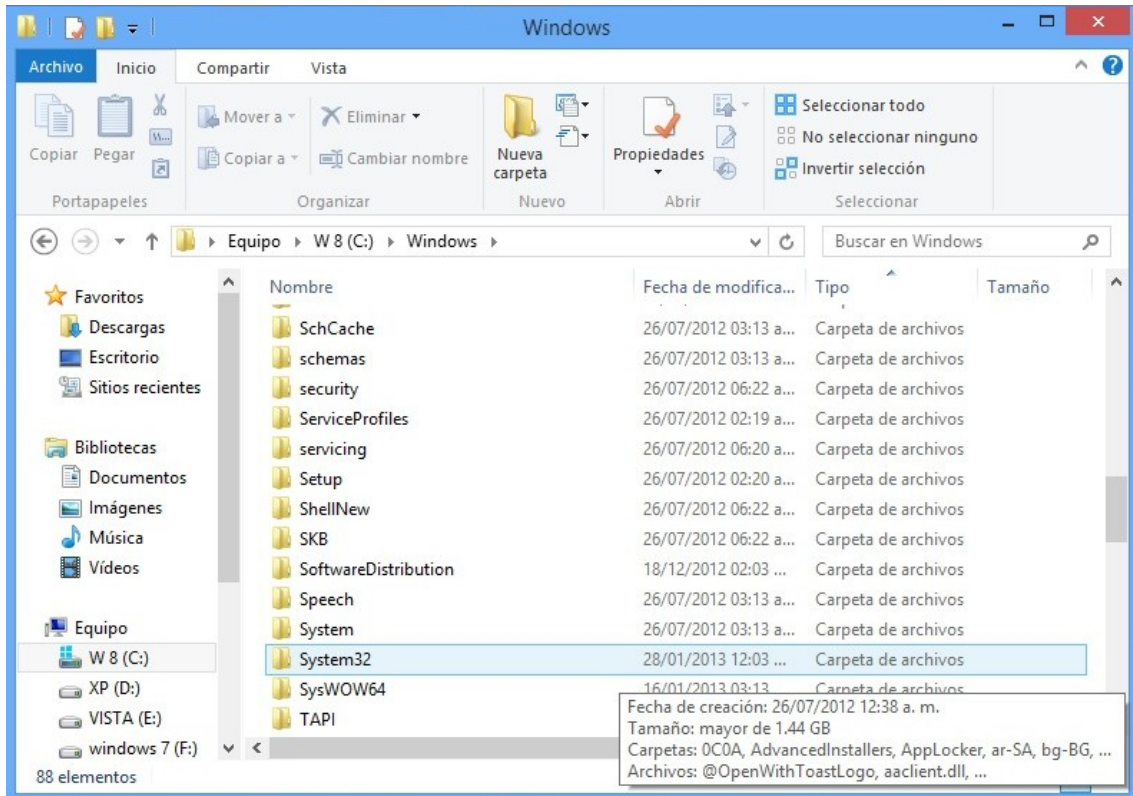 Windows
Archivo Inicio Compartir Vista
Copiar Pegar Mover a Copiar a Eliminar Cambiar nombre Nueva carpeta Propiedades Seleccionar todo No seleccionar ninguno Invertir selección
Portapapeles Organizar Nuevo Abrir Seleccionar
Equipo W 8 (C:) Windows Buscar en Windows
Favoritos
Descargas
Escritorio
Sitios recientes
Bibliotecas
Documentos
Imágenes
Música
Vídeos
Equipo
W 8 (C:)
XP (D:)
VISTA (E:)
windows 7 (F:)
Nombre Fecha de modifica... Tipo Tamaño
SchCache 26/07/2012 03:13 a... Carpeta de archivos
schemas 26/07/2012 03:13 a... Carpeta de archivos
security 26/07/2012 06:22 a... Carpeta de archivos
ServiceProfiles 26/07/2012 02:19 a... Carpeta de archivos
servicing 26/07/2012 06:20 a... Carpeta de archivos
Setup 26/07/2012 02:20 a... Carpeta de archivos
ShellNew 26/07/2012 06:22 a... Carpeta de archivos
SKB 26/07/2012 06:22 a... Carpeta de archivos
SoftwareDistribution 18/12/2012 02:03 ... Carpeta de archivos
Speech 26/07/2012 03:13 a... Carpeta de archivos
System 26/07/2012 03:13 a... Carpeta de archivos
System32 28/01/2013 12:03 ... Carpeta de archivos
SysWOW64 16/01/2013 03:13 Carpeta de archivos
TAPI
Fecha de creación: 26/07/2012 12:38 a. m.
Tamaño: mayor de 1.44 GB
Carpetas: 0C0A, AdvancedInstallers, AppLocker, ar-SA, bg-BG, ...
Archivos: @OpenWithToastLogo, aaclient.dll, ...
88 elementos